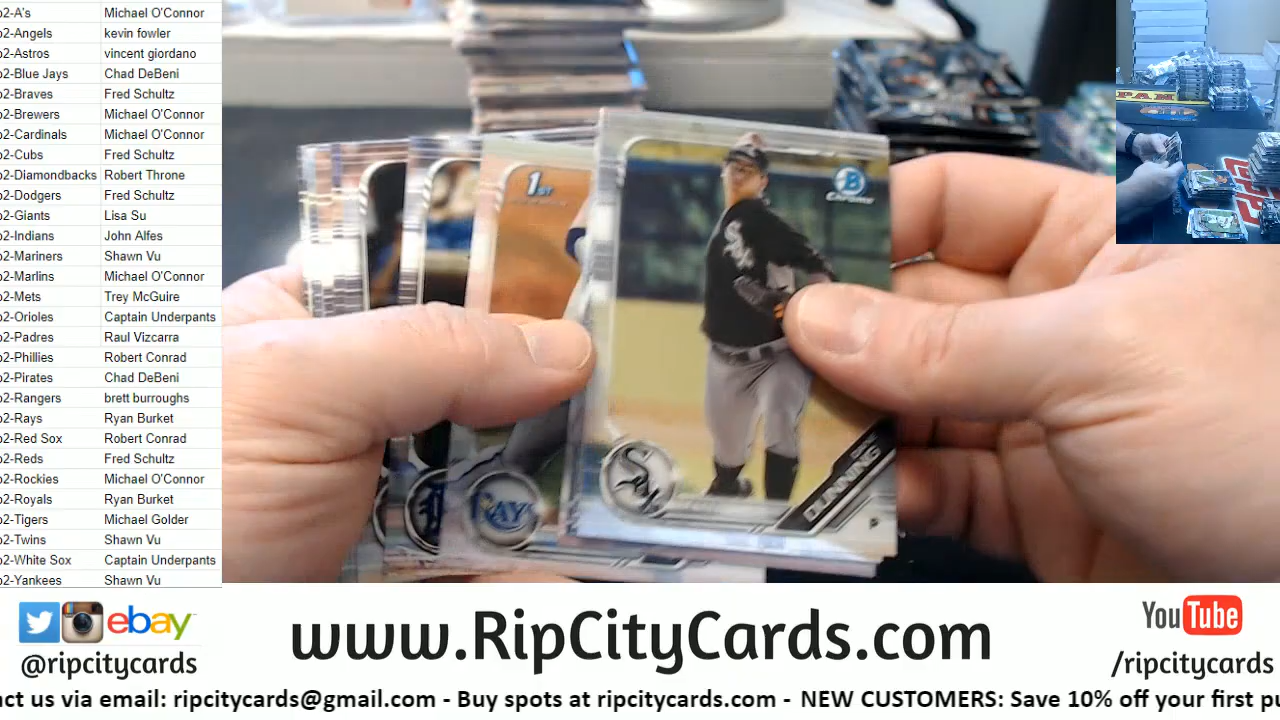 o2-A's Michael O'Connor
o2-Angels kevin fowler
o2-Astros vincent giordano
o2-Blue Jays Chad DeBeni
o2-Braves Fred Schultz
o2-Brewers Michael O'Connor
o2-Cardinals Michael O'Connor
o2-Cubs Fred Schultz
o2-Diamondbacks Robert Throne
o2-Dodgers Fred Schultz
o2-Giants Lisa Su
o2-Indians John Alfes
o2-Mariners Shawn Vu
o2-Marlins Michael O'Connor
o2-Mets Trey McGuire
o2-Orioles Captain Underpants
o2-Padres Raul Vizcarra
o2-Phillies Robert Conrad
o2-Pirates Chad DeBeni
o2-Rangers brett burroughs
o2-Rays Ryan Burket
o2-Red Sox Robert Conrad
o2-Reds Fred Schultz
o2-Rockies Michael O'Connor
o2-Royals Ryan Burket
o2-Tigers Michael Golder
o2-Twins Shawn Vu
o2-White Sox Captain Underpants
o2-Yankees Shawn Vu
1ST
B
Chrome
Sox
DUNNING
P
D
RAYS
PANI
ebay
@ripcitycards
www.RipCityCards.com
YouTube
/ripcitycards
act us via email: ripcitycards@gmail.com - Buy spots at ripcitycards.com - NEW CUSTOMERS: Save 10% off your first pu